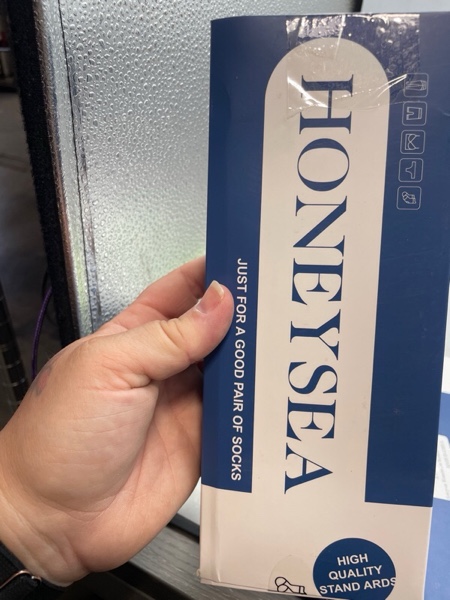 HONEYSEA
JUST FOR A GOOD PAIR OF SOCKS
HIGH
QUALITY
STAND ARDS